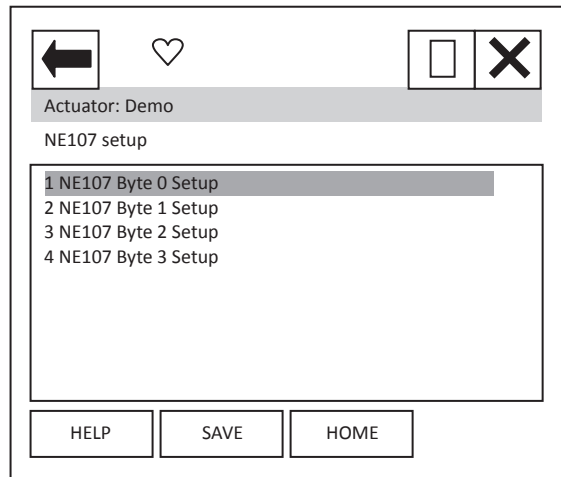 Actuator: Demo
NE107 setup
1 NE107 Byte 0 Setup
2 NE107 Byte 1 Setup
3 NE107 Byte 2 Setup
4 NE107 Byte 3 Setup
HELP SAVE HOME